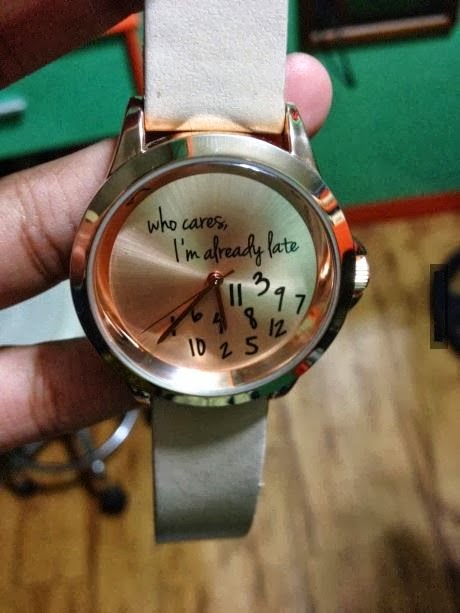 who cares,
I'm already late
11 3 9 7
1 6 4 8 12
10 2 5